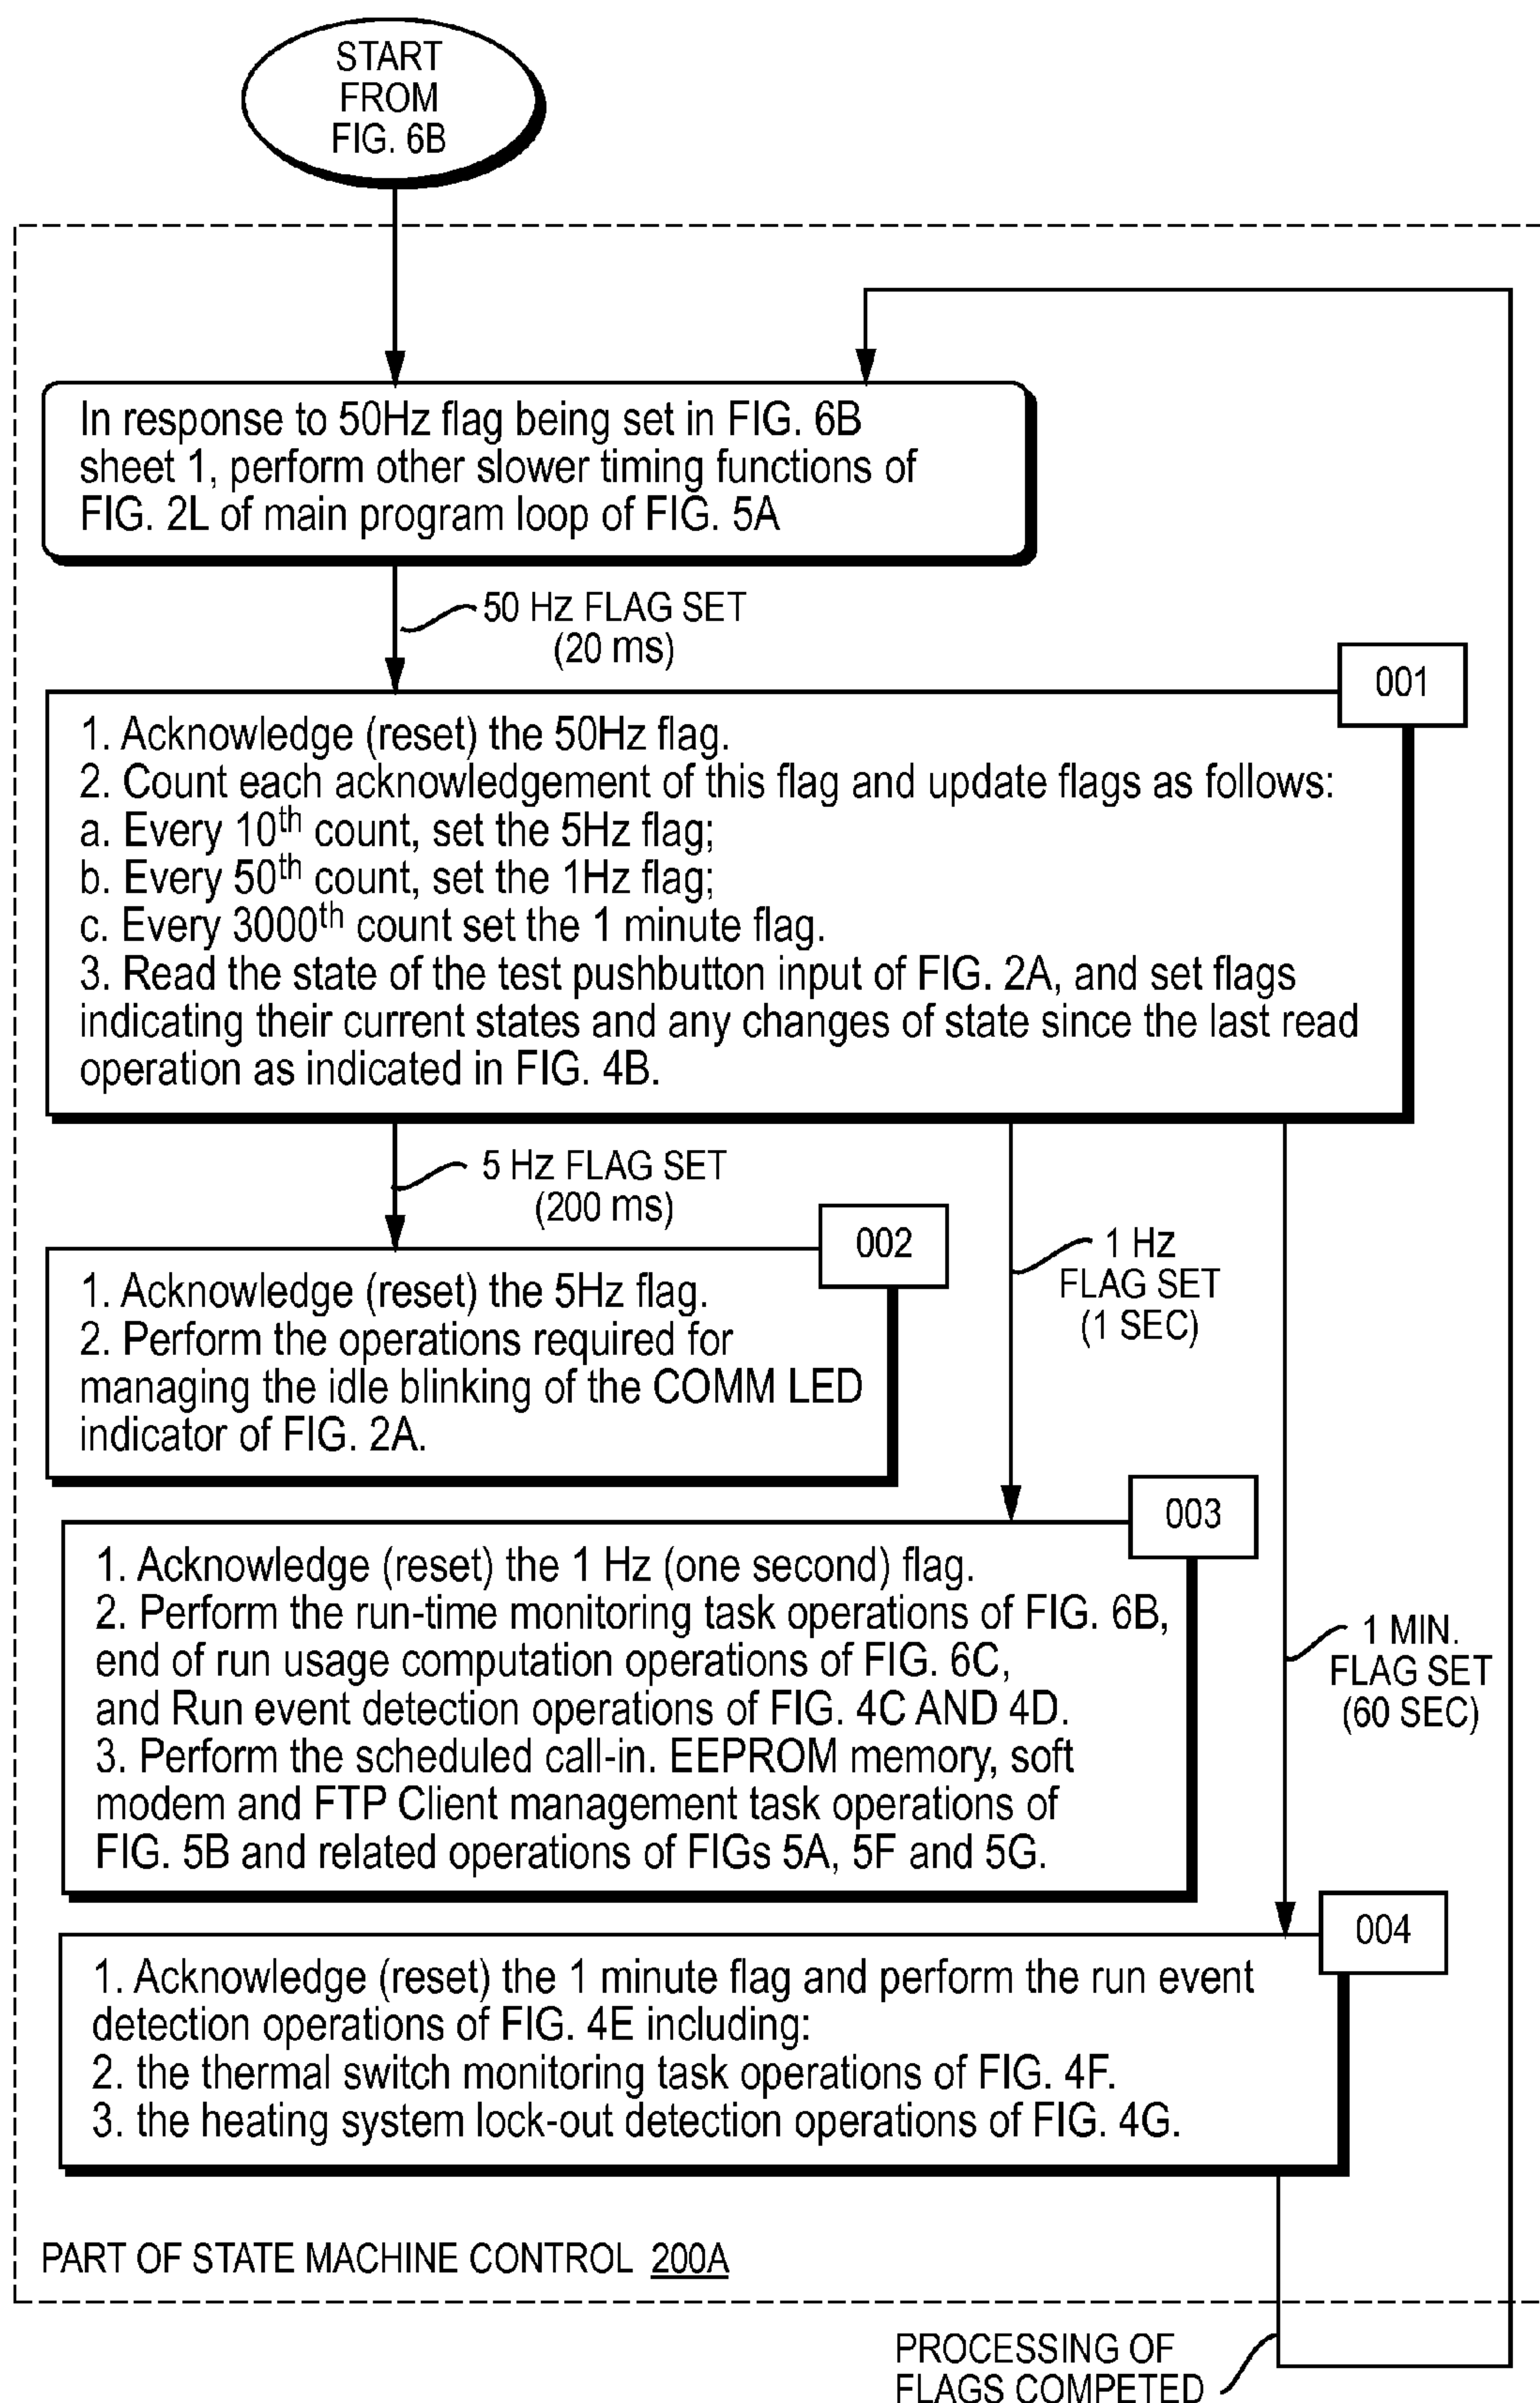 START
FROM
FIG. 6B
In response to 50Hz flag being set in FIG. 6B
sheet 1, perform other slower timing functions of
FIG. 2L of main program loop of FIG. 5A
50 Hz FLAG SET
(20 ms)
001
1. Acknowledge (reset) the 50Hz flag.
2. Count each acknowledgement of this flag and update flags as follows:
a. Every 10th count, set the 5Hz flag;
b. Every 50th count, set the 1Hz flag;
c. Every 3000th count set the 1 minute flag.
3. Read the state of the test pushbutton input of FIG. 2A, and set flags
indicating their current states and any changes of state since the last read
operation as indicated in FIG. 4B.
5 Hz FLAG SET
(200 ms)
002
1. Acknowledge (reset) the 5Hz flag.
2. Perform the operations required for
managing the idle blinking of the COMM LED
indicator of FIG. 2A.
1 Hz
FLAG SET
(1 SEC)
003
1. Acknowledge (reset) the 1 Hz (one second) flag.
2. Perform the run-time monitoring task operations of FIG. 6B,
end of run usage computation operations of FIG. 6C,
and Run event detection operations of FIG. 4C AND 4D.
3. Perform the scheduled call-in. EEPROM memory, soft
modem and FTP Client management task operations of
FIG. 5B and related operations of FIGs 5A, 5F and 5G.
1 MIN.
FLAG SET
(60 SEC)
004
1. Acknowledge (reset) the 1 minute flag and perform the run event
detection operations of FIG. 4E including:
2. the thermal switch monitoring task operations of FIG. 4F.
3. the heating system lock-out detection operations of FIG. 4G.
PART OF STATE MACHINE CONTROL 200A
PROCESSING OF
FLAGS COMPETED